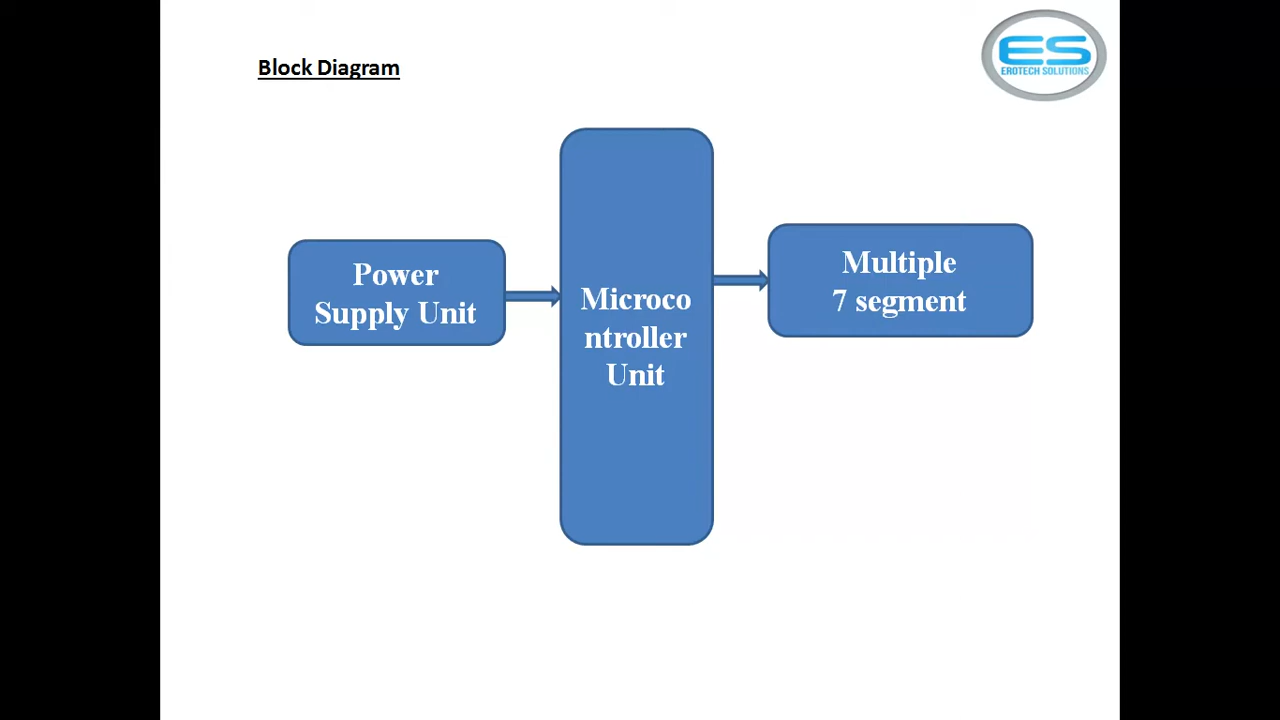 Block Diagram
ES
EROTECH SOLUTIONS
Power
Supply Unit
Microco
ntroller
Unit
Multiple
7 segment